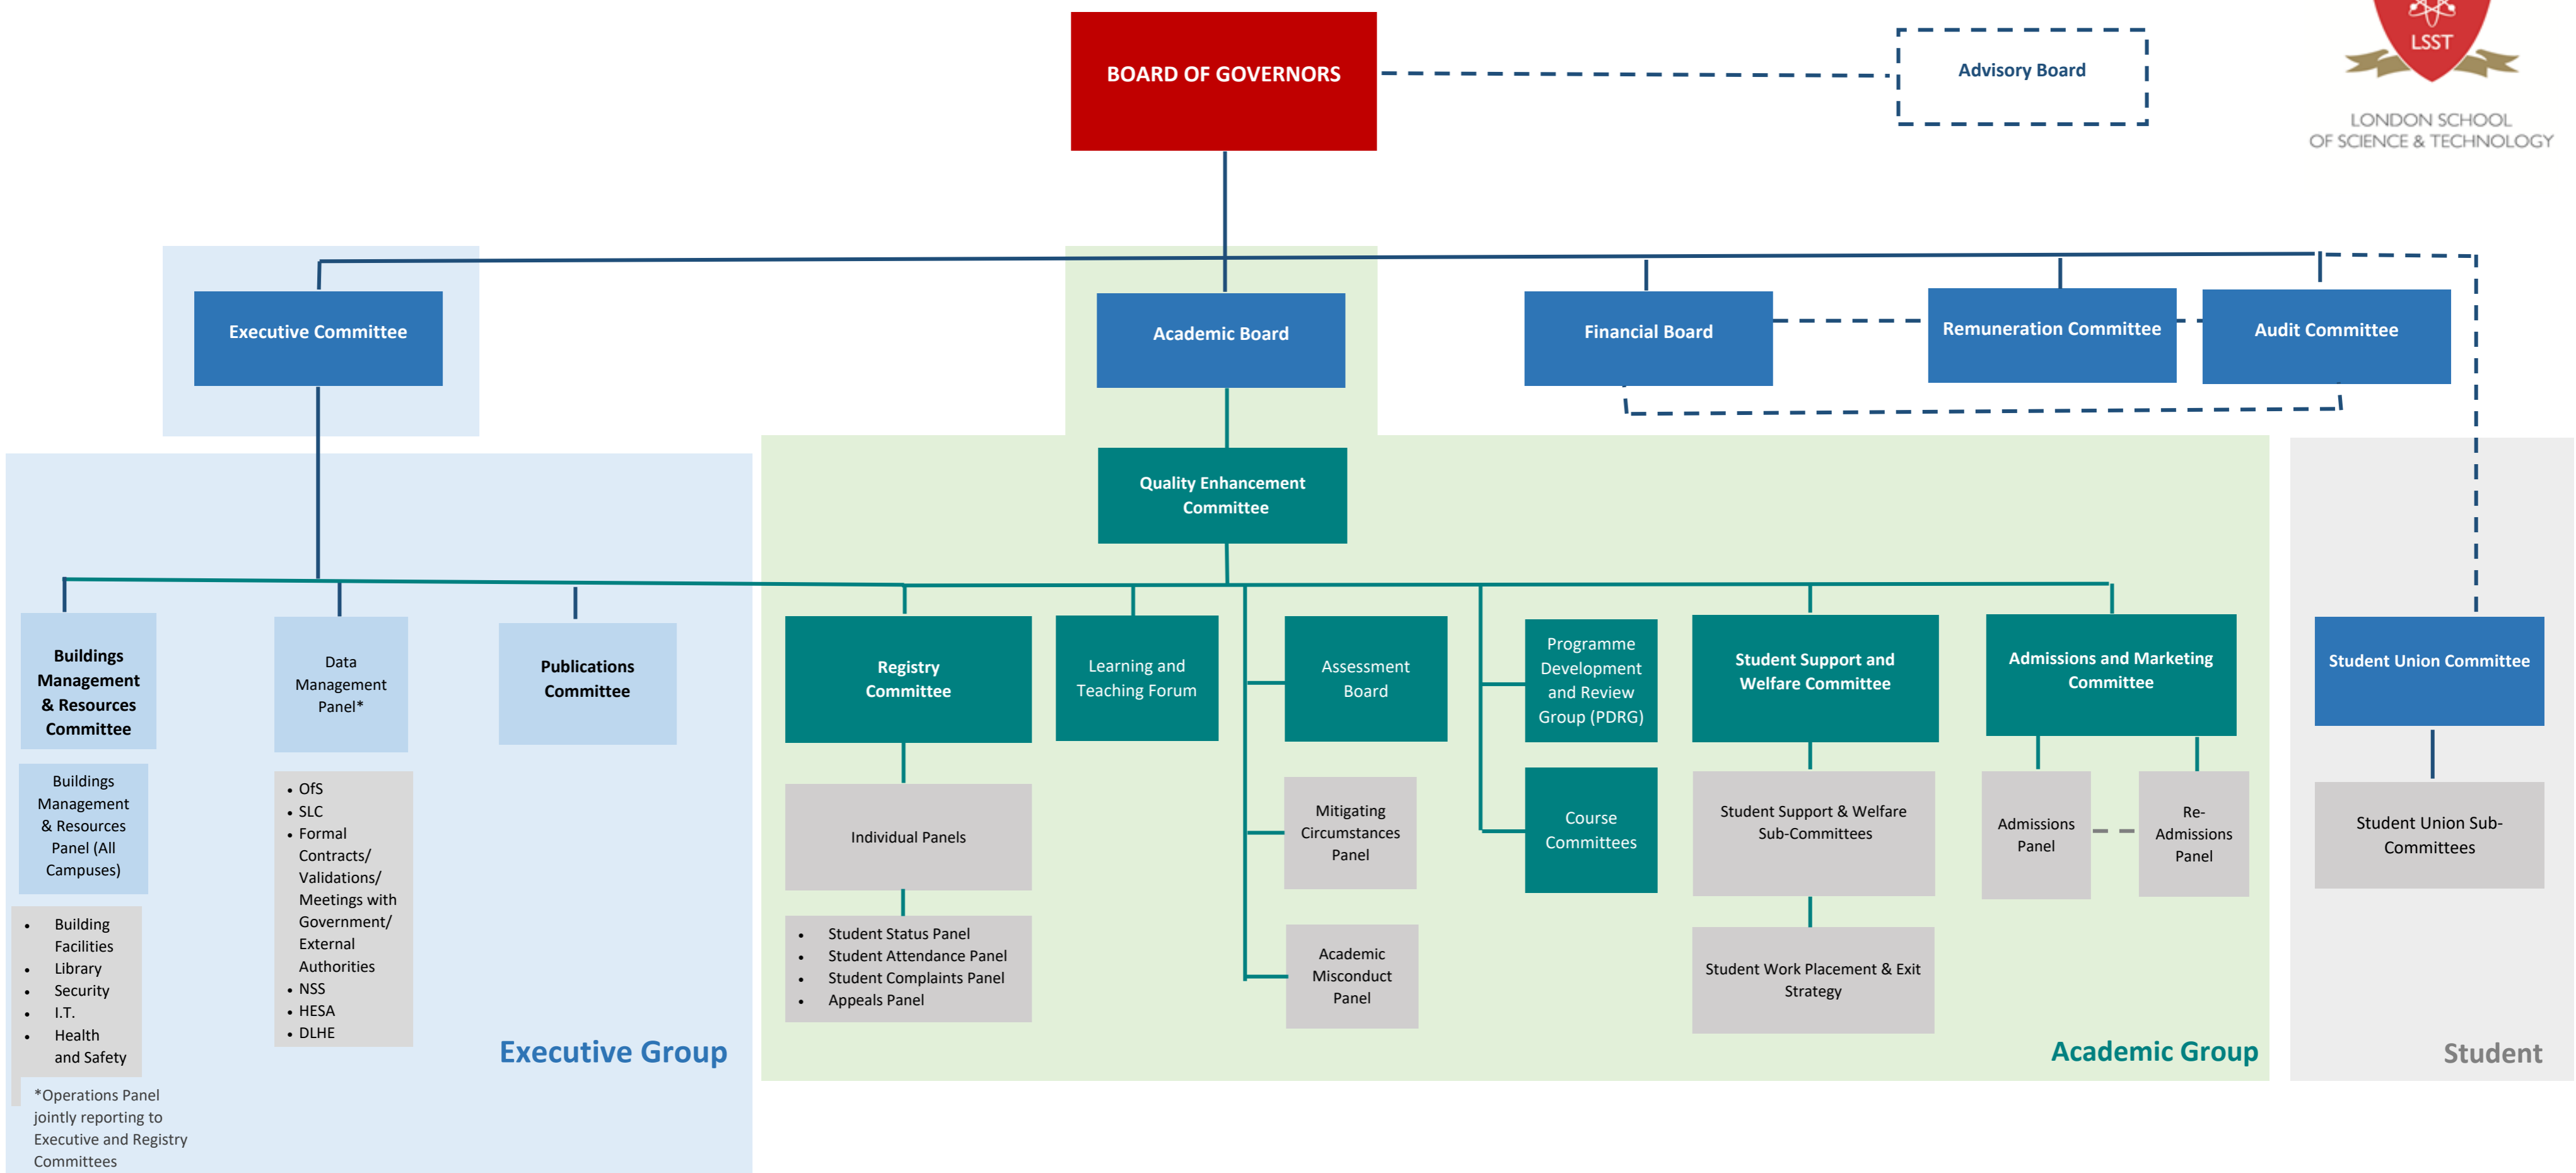 BOARD OF GOVERNORS
Advisory Board
LSST
LONDON SCHOOL
OF SCIENCE & TECHNOLOGY
Executive Committee
Academic Board
Financial Board
Remuneration Committee
Audit Committee
Quality Enhancement
Committee
Buildings
Management
& Resources
Committee
Data
Management
Panel*
Publications
Committee
Registry
Committee
Learning and
Teaching Forum
Assessment
Board
Programme
Development
and Review
Group (PDRG)
Student Support and
Welfare Committee
Admissions and Marketing
Committee
Student Union Committee
Buildings
Management
& Resources
Panel (All
Campuses)
• OfS
• SLC
• Formal
Contracts/
Validations/
Meetings with
Government/
External
Authorities
• NSS
• HESA
• DLHE
Individual Panels
Mitigating
Circumstances
Panel
Course
Committees
Student Support & Welfare
Sub-Committees
Admissions
Panel
Re-
Admissions
Panel
Student Union Sub-
Committees
• Building
Facilities
• Library
• Security
• I.T.
• Health
and Safety
• Student Status Panel
• Student Attendance Panel
• Student Complaints Panel
• Appeals Panel
Academic
Misconduct
Panel
Student Work Placement & Exit
Strategy
Executive Group
Academic Group
Student
*Operations Panel
jointly reporting to
Executive and Registry
Committees